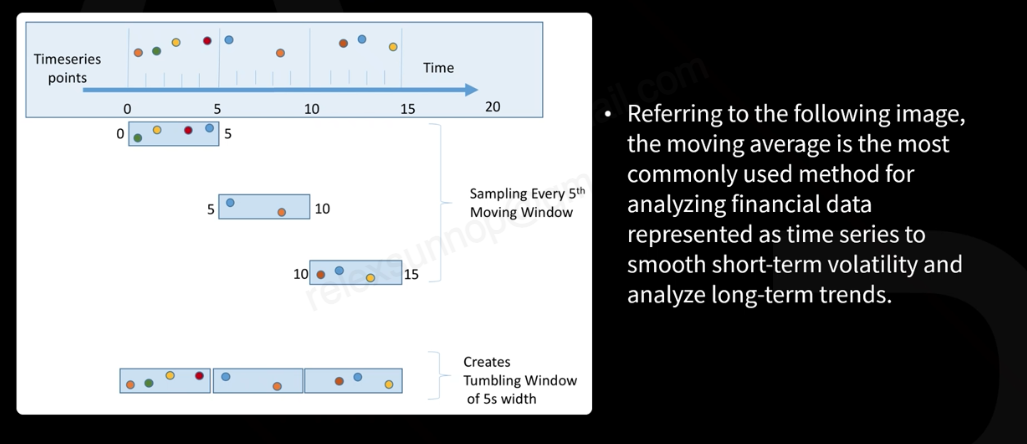 Timeseries
points
Time
0
5
10
15
20
0
5
Sampling Every 5th
Moving Window
5
10
10
15
Creates
Tumbling Window
of 5s width
• Referring to the following image,
the moving average is the most
commonly used method for
analyzing financial data
represented as time series to
smooth short-term volatility and
analyze long-term trends.